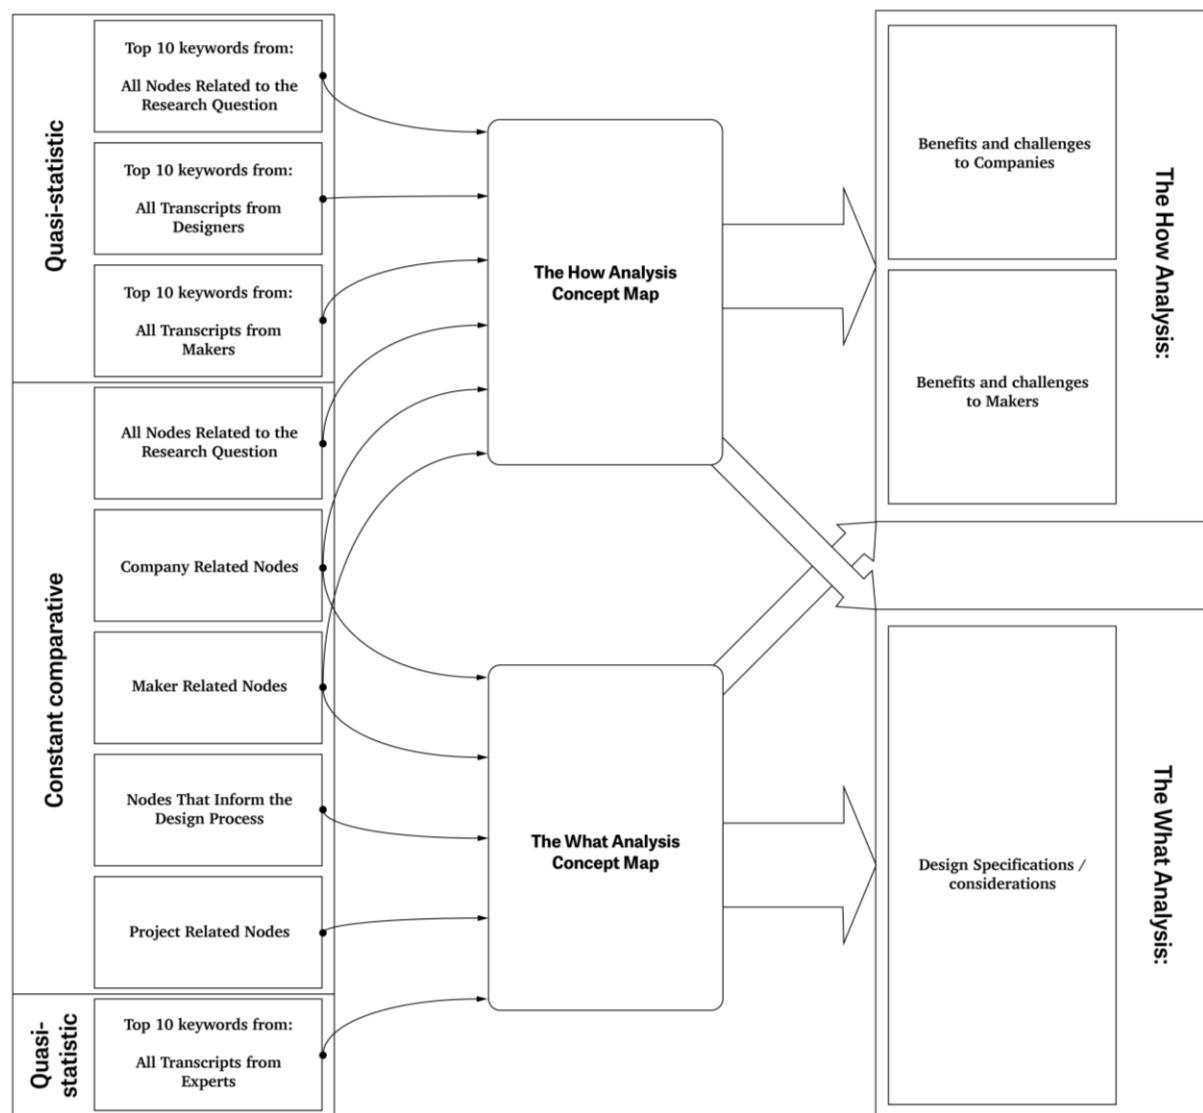 Quasi-statistic
Top 10 keywords from:
All Nodes Related to the
Research Question
Top 10 keywords from:
All Transcripts from
Designers
Top 10 keywords from:
All Transcripts from
Makers
Constant comparative
All Nodes Related to the
Research Question
Company Related Nodes
Maker Related Nodes
Nodes That Inform the
Design Process
Project Related Nodes
Quasi-
statistic
Top 10 keywords from:
All Transcripts from
Experts
The How Analysis
Concept Map
The What Analysis
Concept Map
The How Analysis:
Benefits and challenges
to Companies
Benefits and challenges
to Makers
The What Analysis:
Design Specifications /
considerations